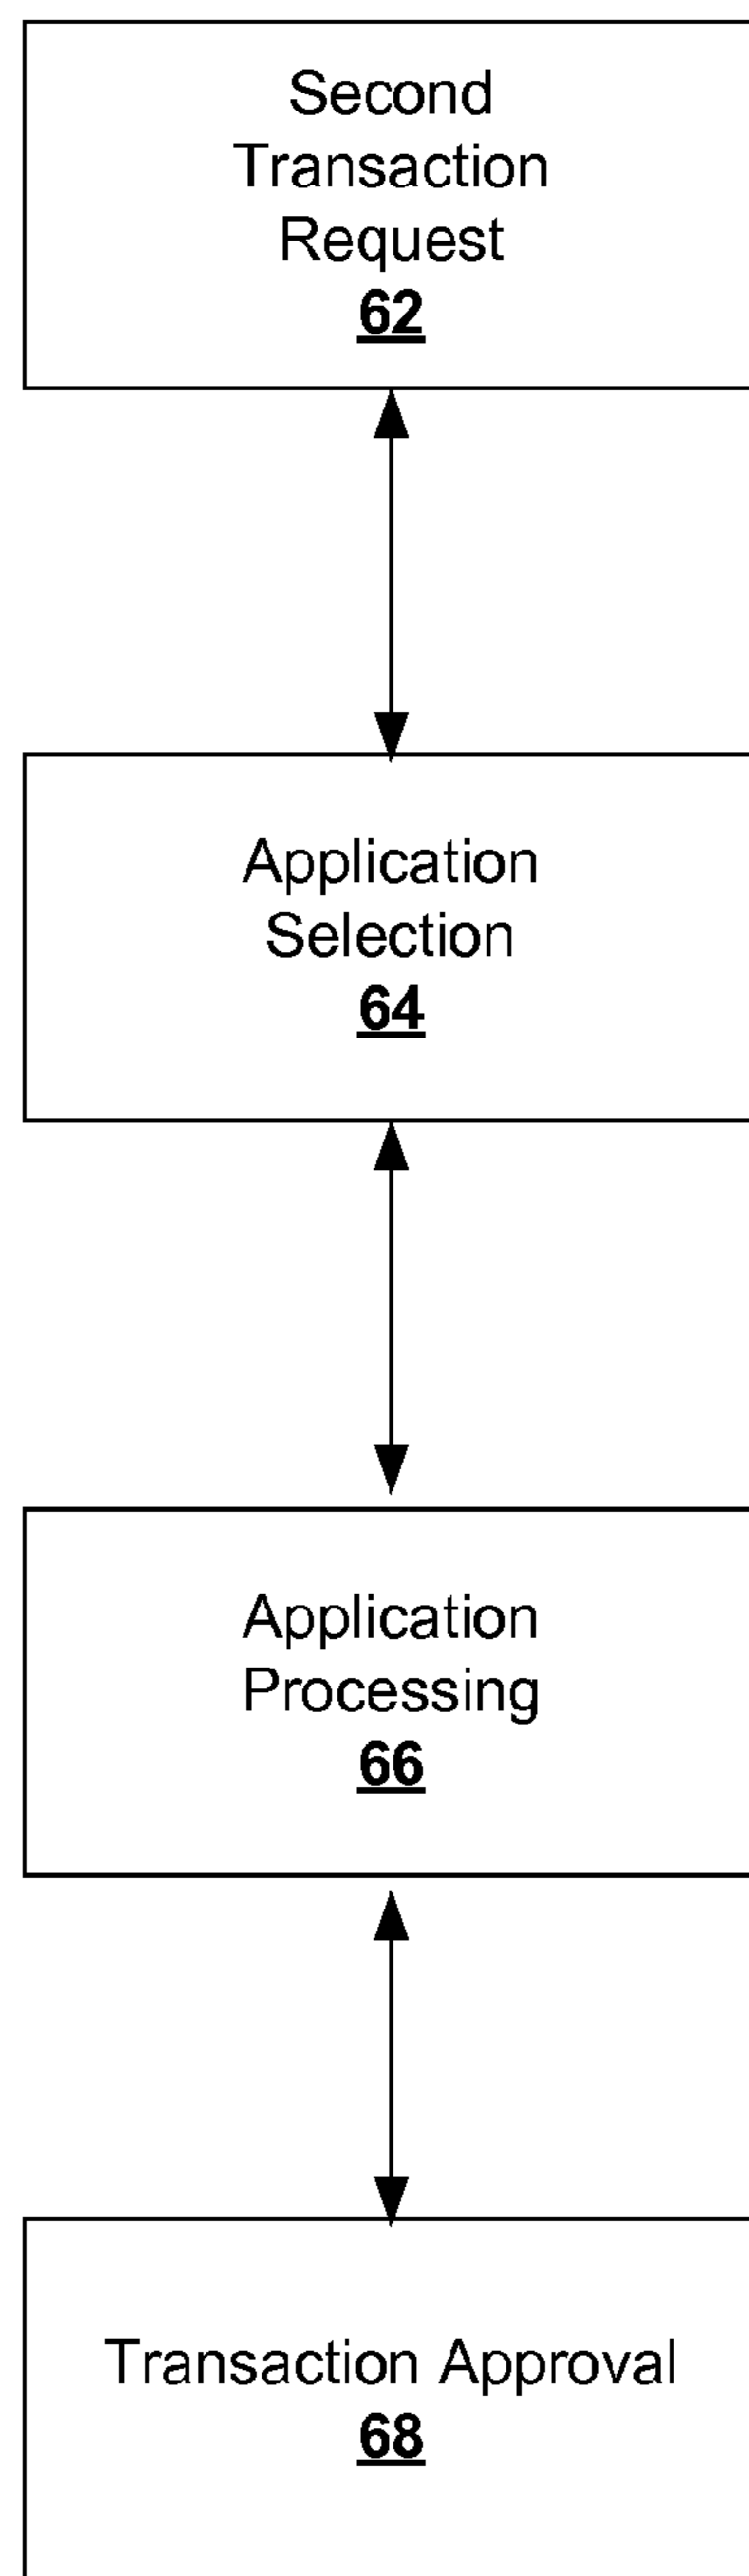 Second
Transaction
Request
62
Application
Selection
64
Application
Processing
66
Transaction Approval
68